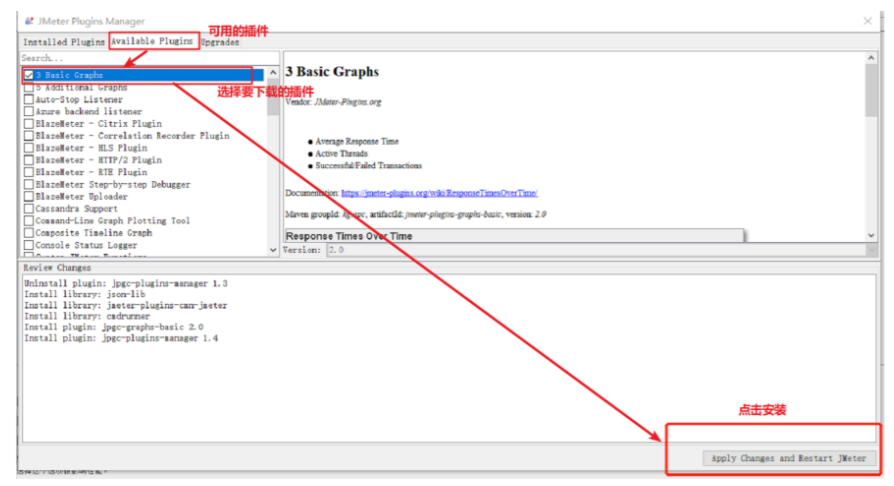 JMeter Plugins Manager
可用的插件
Installed Plugins Available Plugins Upgrades
Search...
3 Basic Graphs
5 Additional Graphs
选择要下载的插件
Auto-Stop Listener
Azure backend listener
BlazeMeter - Citrix Plugin
BlazeMeter - Correlation Recorder Plugin
BlazeMeter - HLS Plugin
BlazeMeter - HTTP/2 Plugin
BlazeMeter - RTE Plugin
BlazeMeter Step-by-step Debugger
BlazeMeter Uploader
Cassandra Support
Command-Line Graph Plotting Tool
Composite Timeline Graph
Console Status Logger
3 Basic Graphs
Vendor: JMeter-Plugins.org
Average Response Time
Active Threads
Successful/Failed Transactions
Documentation: https://jmeter-plugins.org/wiki/ResponseTimesOverTime/
Maven groupId: kg.apc, artifactId: jmeter-plugins-graphs-basic, version: 2.0
Response Times Over Time
Version: 2.0
Review Changes
Uninstall plugin: jpgc-plugins-manager 1.3
Install library: json-lib
Install library: jmeter-plugins-cmn-jmeter
Install library: cmdrunner
Install plugin: jpgc-graphs-basic 2.0
Install plugin: jpgc-plugins-manager 1.4
点击安装
Apply Changes and Restart JMeter